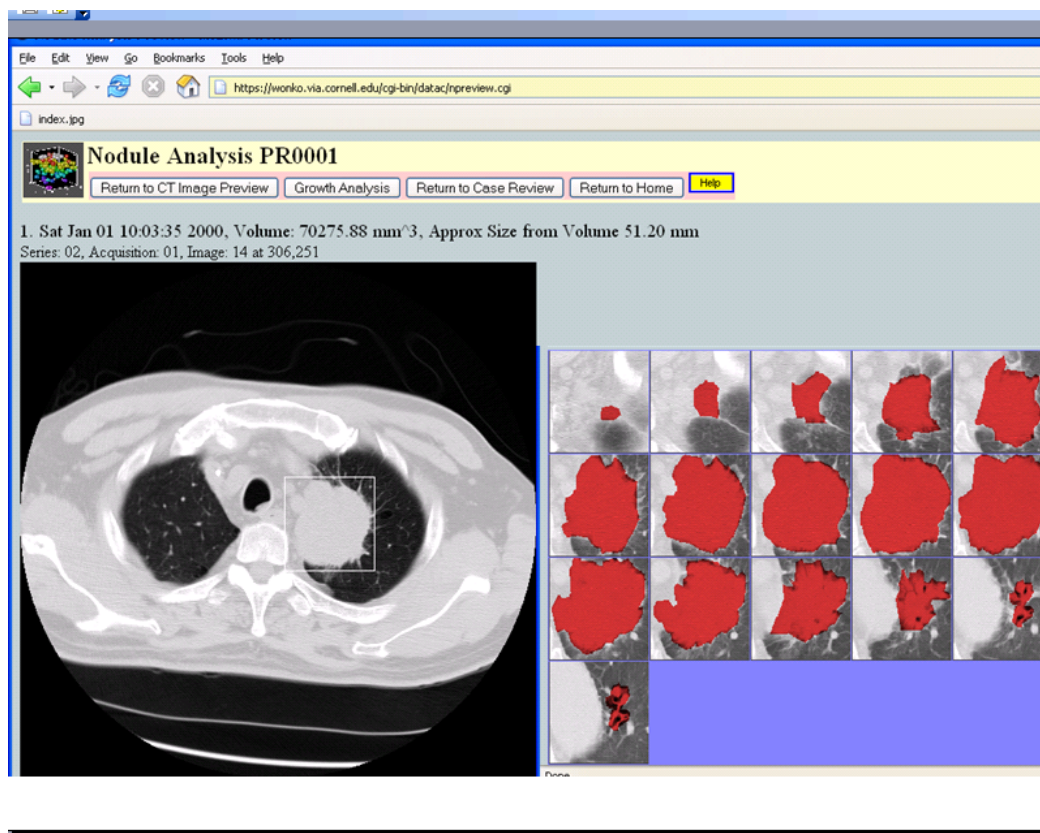 File Edit View Go Bookmarks Tools Help
https://wonko.via.cornell.edu/cgi-bin/datac/npreview.cgi
index.jpg
Nodule Analysis PR0001
Return to CT Image Preview Growth Analysis Return to Case Review Return to Home Help
1. Sat Jan 01 10:03:35 2000, Volume: 70275.88 mm^3, Approx Size from Volume 51.20 mm
Series: 02, Acquisition: 01, Image: 14 at 306,251
Done